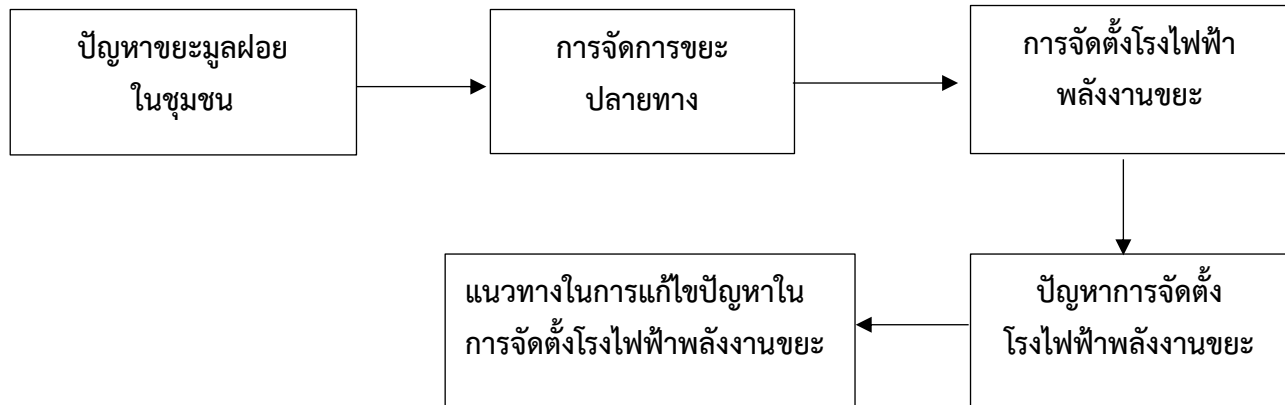 ปัญหาขยะมูลฝอย
ในชุมชน
การจัดการขยะ
ปลายทาง
การจัดตั้งโรงไฟฟ้า
พลังงานขยะ
ปัญหาการจัดตั้ง
โรงไฟฟ้าพลังงานขยะ
แนวทางในการแก้ไขปัญหาใน
การจัดตั้งโรงไฟฟ้าพลังงานขยะ